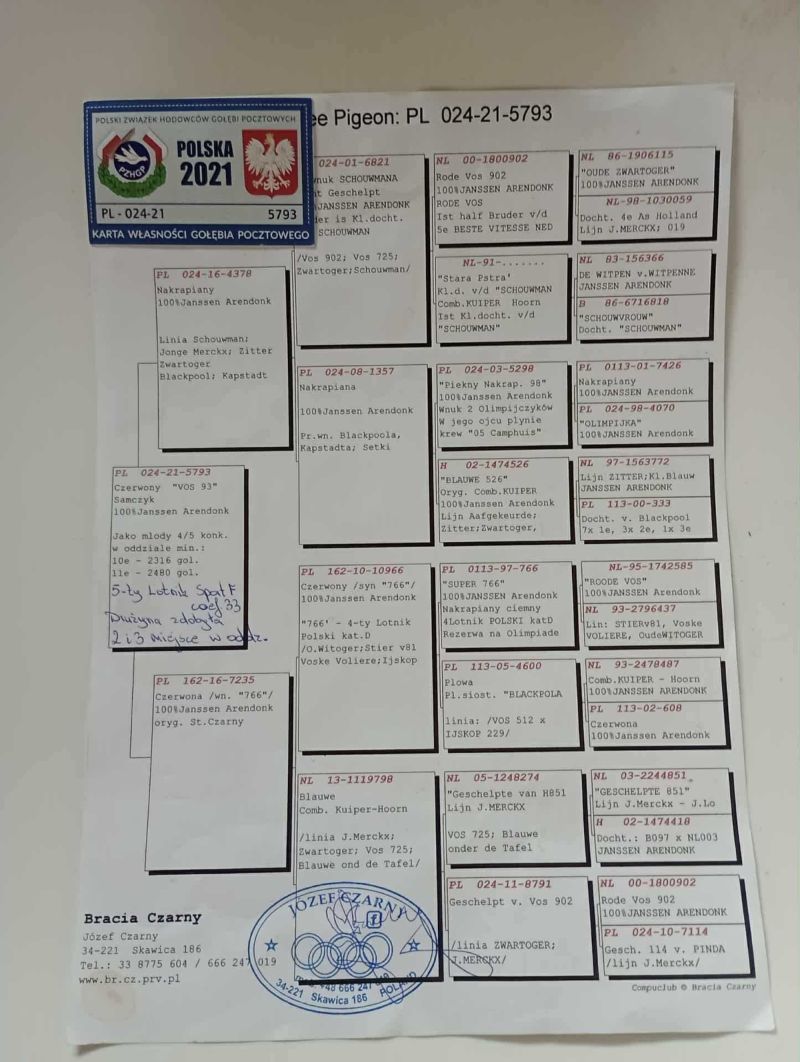 POLSKI ZWIĄZEK HODOWCÓW GOŁĘBI POCZTOWYCH
PZHGP
POLSKA
2021
PL - 024-21 5793
KARTA WŁASNOŚCI GOŁĘBIA POCZTOWEGO
Pigeon: PL 024-21-5793
PL 024-21-5793
Czerwony "VOS 93"
Samczyk
100%Janssen Arendonk
Jako mlody 4/5 konk.
w oddziale min.:
10e - 2316 gol.
11e - 2480 gol.
5-ty Lotnik Sport F
coef 33
Drużyna zdobyła
2 i 3 miejsce w oddz.
PL 024-16-4378
Nakrapiany
100%Janssen Arendonk
Linia Schouwman;
Jonge Merckx; Zitter
Zwartoger
Blackpool; Kapstadt
PL 162-16-7235
Czerwona /wn. "766"/
100%Janssen Arendonk
oryg. St.Czarny
024-01-6821
SCHOUWMANA
Geschelpt
JANSSEN ARENDONK
is Kl.docht.
SCHOUWMAN
/Vos 902; Vos 725;
Zwartoger;Schouwman/
PL 024-08-1357
Nakrapiana
100%Janssen Arendonk
Pr.wn. Blackpoola,
Kapstadta; Setki
PL 162-10-10966
Czerwony /syn "766"/
100%Janssen Arendonk
"766' - 4-ty Lotnik
Polski kat.D
/O.Witoger;Stier v81
Voske Voliere;Ijskop
NL 13-1119798
Blauwe
Comb. Kuiper-Hoorn
/linia J.Merckx;
Zwartoger; Vos 725;
Blauwe ond de Tafel/
NL 00-1800902
Rode Vos 902
100%JANSSEN ARENDONK
RODE VOS
Ist half Bruder v/d
5e BESTE VITESSE NED
NL-91-.......
"Stara Pstra'
Kl.d. v/d "SCHOUWMAN
Comb.KUIPER Hoorn
Ist Kl.docht. v/d
"SCHOUWMAN"
PL 024-03-5298
"Piekny Nakrap. 98"
100%Janssen Arendonk
Wnuk 2 Olimpijczyków
W jego ojcu plynie
krew "05 Camphuis"
H 02-1474526
"BLAUWE 526"
Oryg. Comb.KUIPER
100%Janssen Arendonk
Lijn Aafgekeurde;
Zitter;Zwartoger,
PL 0113-97-766
"SUPER 766"
100%Janssen Arendonk
Nakrapiany ciemny
4Lotnik POLSKI katD
Rezerwa na Olimpiade
PL 113-05-4600
Plowa
Pl.siost. "BLACKPOLA
linia: /VOS 512 x
IJSKOP 229/
NL 05-1248274
"Geschelpte van H851
Lijn J.MERCKX
VOS 725; Blauwe
onder de Tafel
PL 024-11-8791
Geschelpt v. Vos 902
/linia ZWARTOGER;
J.MERCKX/
NL 86-1906115
"OUDE ZWARTOGER"
100%JANSSEN ARENDONK
NL-98-1030059
Docht. 4e As Holland
Lijn J.MERCKX; 019
NL 83-156366
DE WITPEN v.WITPENNE
JANSSEN ARENDONK
B 86-6716818
"SCHOUWVROUW"
Docht. "SCHOUWMAN"
PL 0113-01-7426
Nakrapiany
100%Janssen Arendonk
PL 024-98-4070
"OLIMPIJKA"
100%Janssen Arendonk
NL 97-1563772
Lijn ZITTER;Kl.Blauw
JANSSEN ARENDONK
PL 113-00-333
Docht. v. Blackpool
7x 1e, 3x 2e, 1x 3e
NL-95-1742585
"ROODE VOS"
100%Janssen Arendonk
NL 93-2796437
Lin: STIERv81, Voske
VOLIERE, OudeWITOGER
NL 93-2478487
Comb.KUIPER - Hoorn
100%JANSSEN ARENDONK
PL 113-02-608
Czerwona
100%Janssen Arendonk
NL 03-2244851
"GESCHELPTE 851"
Lijn J.Merckx - J.Lo
H 02-1474418
Docht.: B097 x NL003
JANSSEN ARENDONK
NL 00-1800902
Rode Vos 902
100%JANSSEN ARENDONK
PL 024-10-7114
Gesch. 114 v. PINDA
/lijn J.Merckx/
Bracia Czarny
Józef Czarny
34-221 Skawica 186
Tel.: 33 8775 604 / 666 247 019
www.br.cz.prv.pl
JÓZEF CZARNY
+48 666 247
34-221 Skawica 186 POLAND
Compuclub © Bracia Czarny